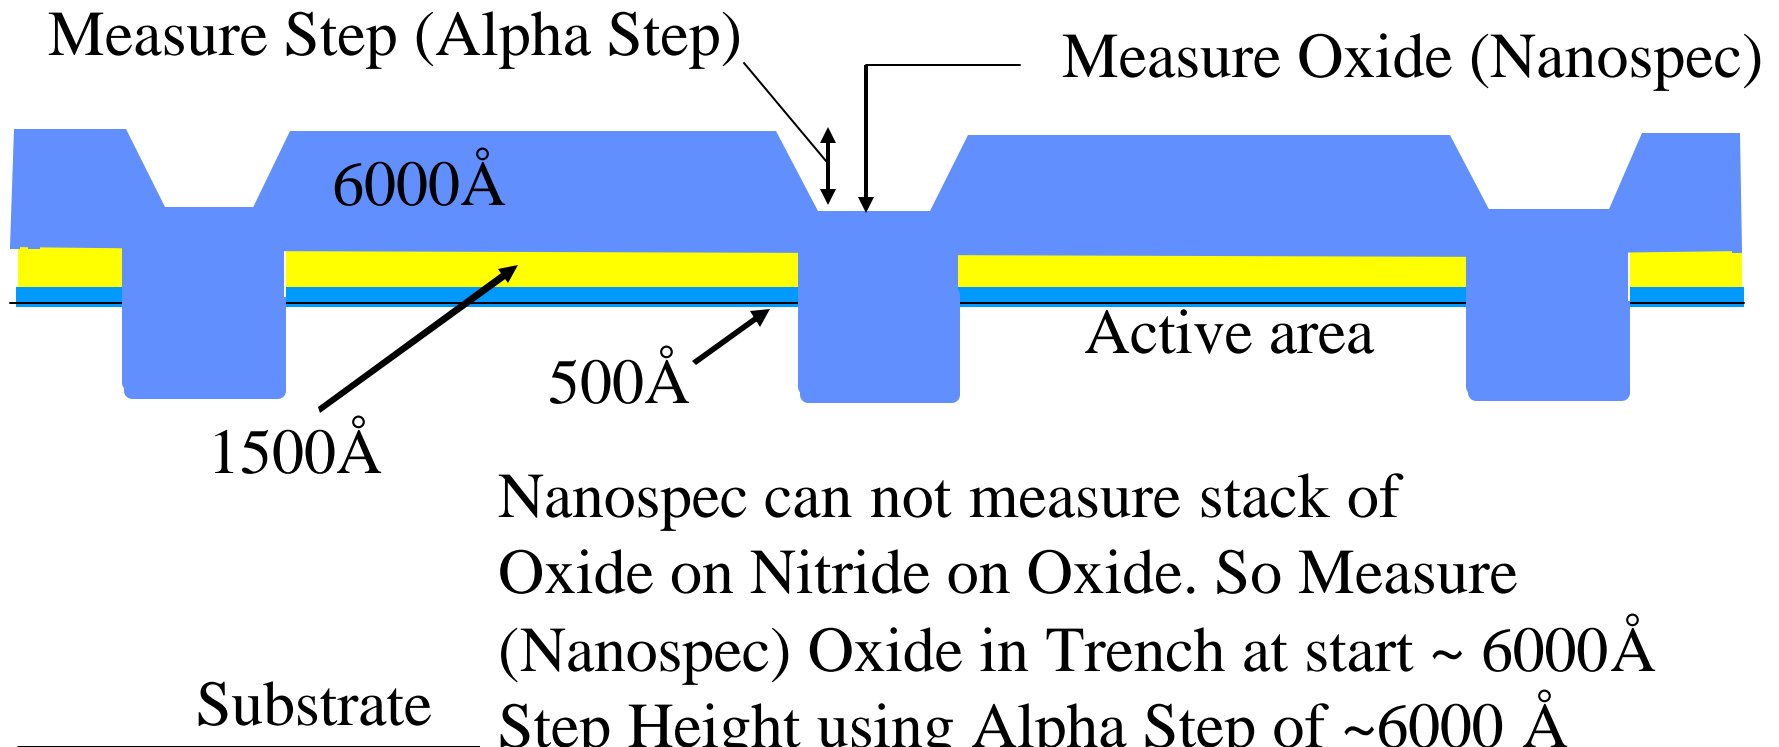 Measure Step (Alpha Step)
Measure Oxide (Nanospec)
6000Å
Active area
500Å
1500Å
Nanospec can not measure stack of
Oxide on Nitride on Oxide. So Measure
(Nanospec) Oxide in Trench at start ~ 6000Å
Substrate
Step Height using Alpha Step of ~6000 Å